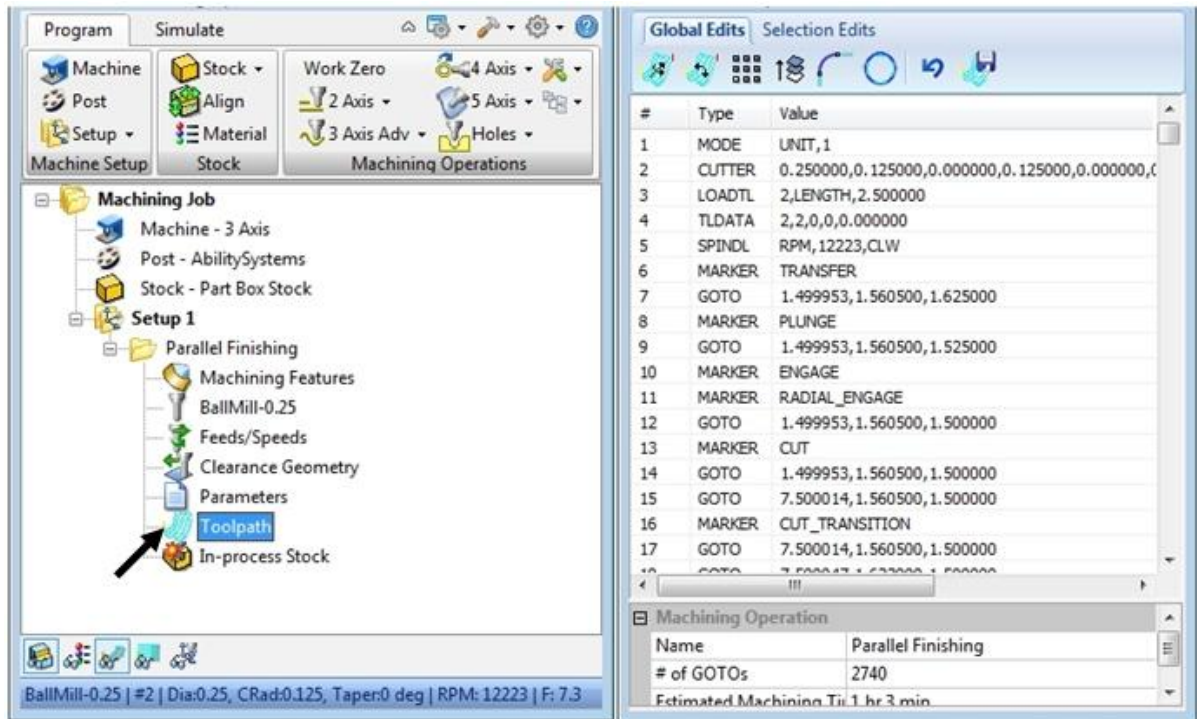 Program Simulate
Machine Stock Work Zero 4 Axis
Post Align 2 Axis 5 Axis
Setup Material 3 Axis Adv Holes
Machine Setup Stock Machining Operations
Machining Job
Machine - 3 Axis
Post - AbilitySystems
Stock - Part Box Stock
Setup 1
Parallel Finishing
Machining Features
BallMill-0.25
Feeds/Speeds
Clearance Geometry
Parameters
Toolpath
In-process Stock
BallMill-0.25 | #2 | Dia:0.25, CRad:0.125, Taper:0 deg | RPM: 12223 | F: 7.3
Global Edits Selection Edits
# Type Value
1 MODE UNIT,1
2 CUTTER 0.250000,0.125000,0.000000,0.125000,0.000000,0
3 LOADTL 2,LENGTH,2.500000
4 TLDATA 2,2,0,0,0.000000
5 SPINDL RPM,12223,CLW
6 MARKER TRANSFER
7 GOTO 1.499953,1.560500,1.625000
8 MARKER PLUNGE
9 GOTO 1.499953,1.560500,1.525000
10 MARKER ENGAGE
11 MARKER RADIAL_ENGAGE
12 GOTO 1.499953,1.560500,1.500000
13 MARKER CUT
14 GOTO 1.499953,1.560500,1.500000
15 GOTO 7.500014,1.560500,1.500000
16 MARKER CUT_TRANSITION
17 GOTO 7.500014,1.560500,1.500000
Machining Operation
Name Parallel Finishing
# of GOTOs 2740
Estimated Machining Ti 1 hr 3 min